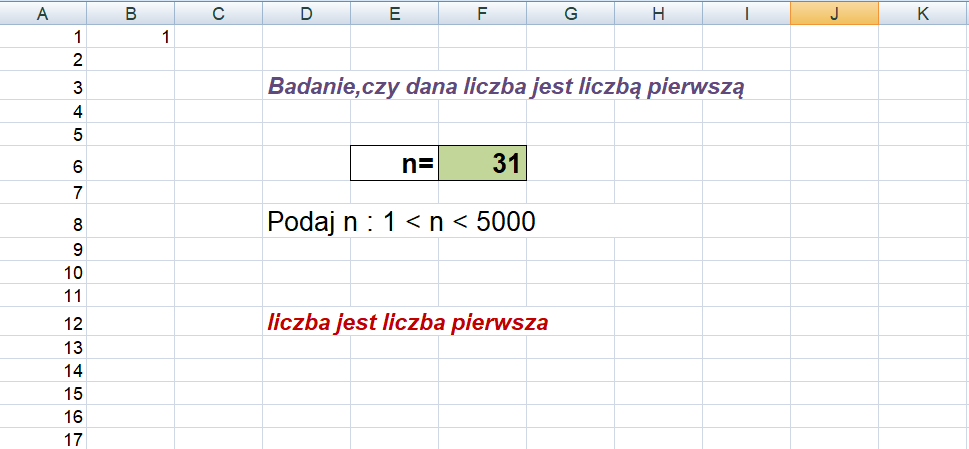 A B C D E F G H I J K
1 1
2
3 Badanie,czy dana liczba jest liczbą pierwszą
4
5
6 n= 31
7
8 Podaj n : 1 < n < 5000
9
10
11
12 liczba jest liczba pierwsza
13
14
15
16
17